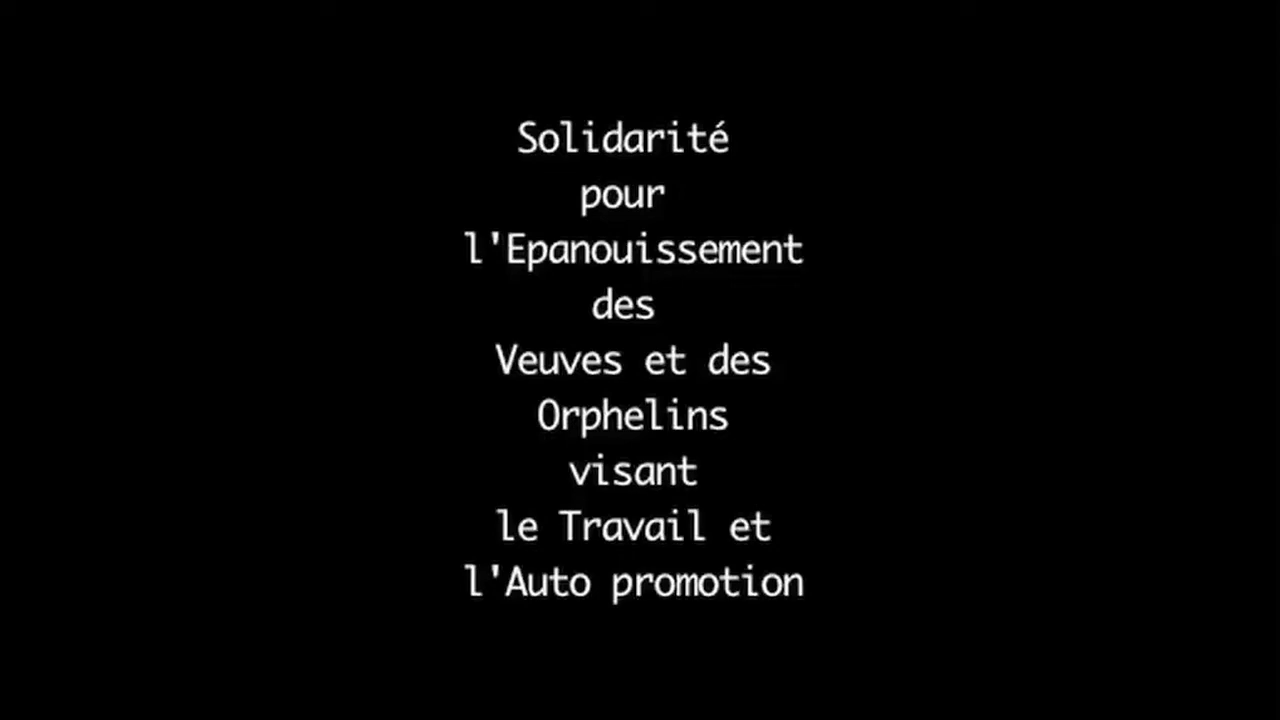 Solidarité
pour
l'Epanouissement
des
Veuves et des
Orphelins
visant
le Travail et
l'Auto promotion